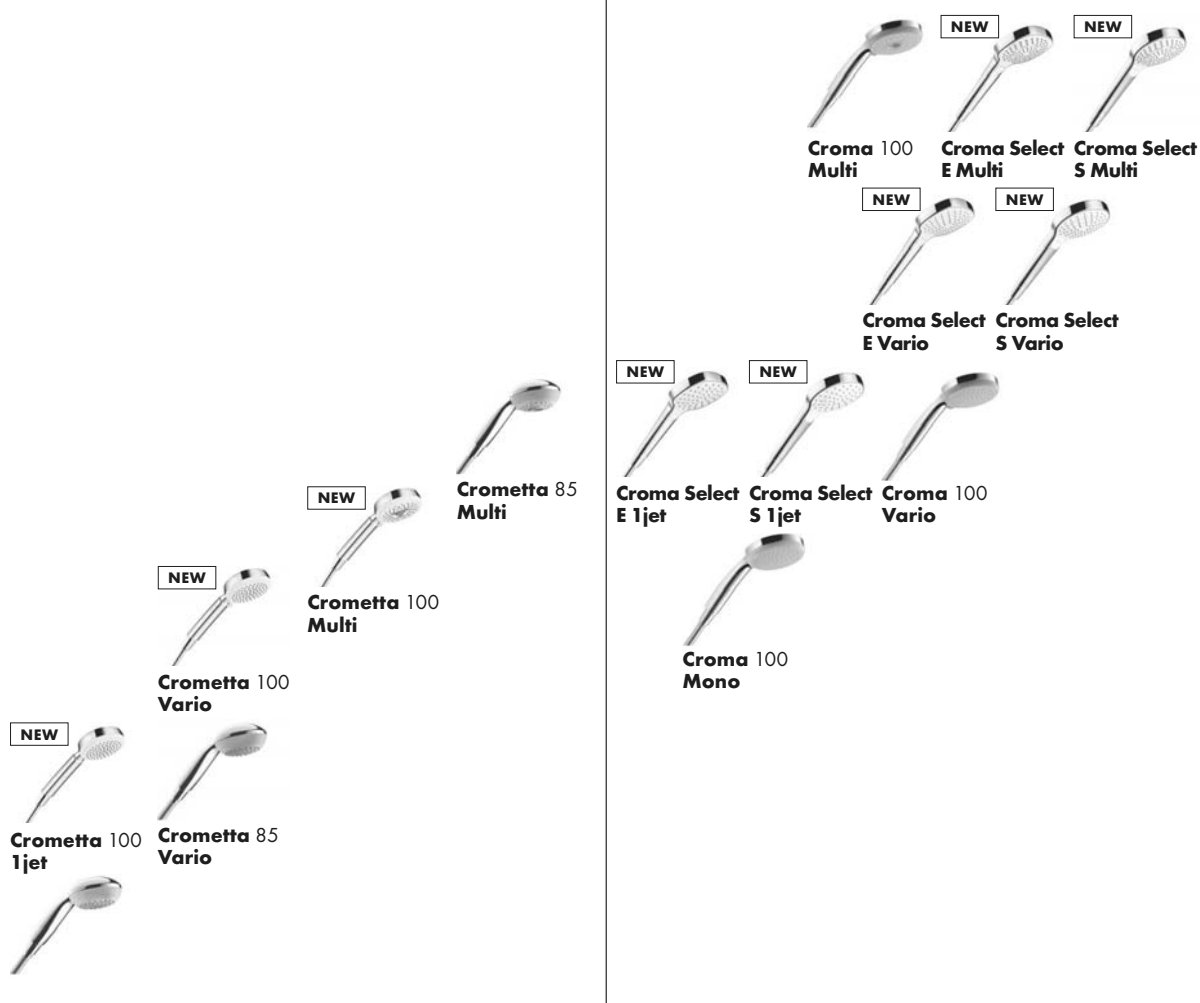 NEW
NEW
Croma 100
Multi
Croma Select
E Multi
Croma Select
S Multi
NEW
NEW
Croma Select
E Vario
Croma Select
S Vario
NEW
NEW
Croma Select
E 1jet
Croma Select
S 1jet
Croma 100
Vario
Croma 100
Mono
Crometta 85
Multi
NEW
Crometta 100
Multi
NEW
Crometta 100
Vario
NEW
Crometta 100
1jet
Crometta 85
Vario